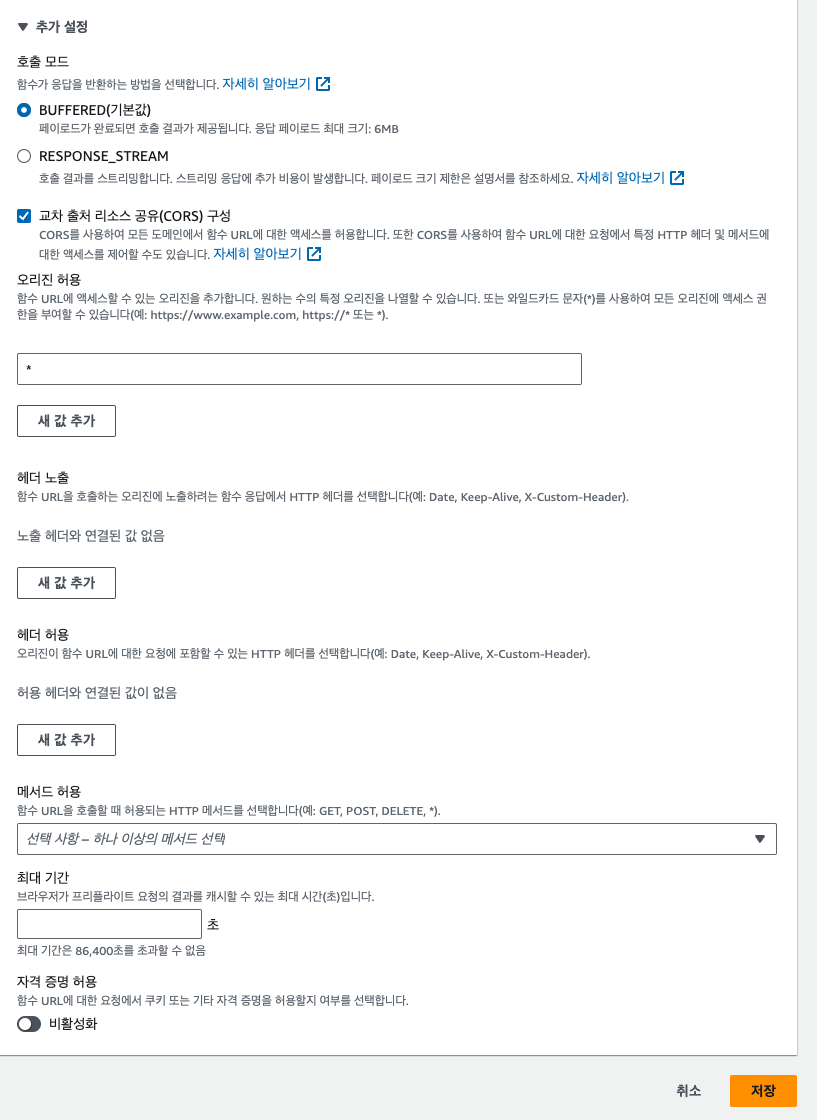 ▼ 추가 설정
호출 모드
함수가 응답을 반환하는 방법을 선택합니다. 자세히 알아보기
BUFFERED(기본값)
페이로드가 완료되면 호출 결과가 제공됩니다. 응답 페이로드 최대 크기: 6MB
RESPONSE_STREAM
호출 결과를 스트리밍합니다. 스트리밍 응답에 추가 비용이 발생합니다. 페이로드 크기 제한은 설명서를 참조하세요. 자세히 알아보기
교차 출처 리소스 공유(CORS) 구성
CORS를 사용하여 모든 도메인에서 함수 URL에 대한 액세스를 허용합니다. 또한 CORS를 사용하여 함수 URL에 대한 요청에서 특정 HTTP 헤더 및 메서드에
대한 액세스를 제어할 수도 있습니다. 자세히 알아보기
오리진 허용
함수 URL에 액세스할 수 있는 오리진을 추가합니다. 원하는 수의 특정 오리진을 나열할 수 있습니다. 또는 와일드카드 문자(*)를 사용하여 모든 오리진에 액세스 권
한을 부여할 수 있습니다(예: https://www.example.com, https://* 또는 *).
*
새 값 추가
헤더 노출
함수 URL을 호출하는 오리진에 노출하려는 함수 응답에서 HTTP 헤더를 선택합니다(예: Date, Keep-Alive, X-Custom-Header).
노출 헤더와 연결된 값 없음
새 값 추가
헤더 허용
오리진이 함수 URL에 대한 요청에 포함할 수 있는 HTTP 헤더를 선택합니다(예: Date, Keep-Alive, X-Custom-Header).
허용 헤더와 연결된 값이 없음
새 값 추가
메서드 허용
함수 URL을 호출할 때 허용되는 HTTP 메서드를 선택합니다(예: GET, POST, DELETE, *).
선택 사항 – 하나 이상의 메서드 선택
최대 기간
브라우저가 프리플라이트 요청의 결과를 캐시할 수 있는 최대 시간(초)입니다.
초
최대 기간은 86,400초를 초과할 수 없음
자격 증명 허용
함수 URL에 대한 요청에서 쿠키 또는 기타 자격 증명을 허용할지 여부를 선택합니다.
비활성화
취소 저장